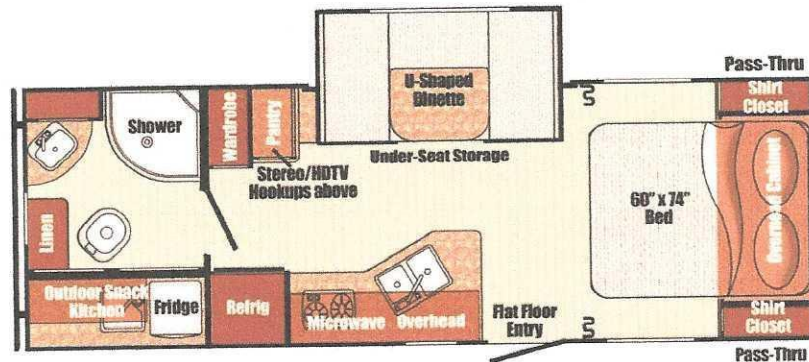 Pass-Thru
Shirt
Closet
U-Shaped
Dinette
Shower
Wardrobe
Pantry
Under-Seat Storage
Stereo/HDTV
Hookups above
60" x 74"
Bed
Overhead Cabinet
Linen
Outdoor Snack
Kitchen
Fridge
Refrig
Microwave Overhead
Flat Floor
Entry
Shirt
Closet
Pass-Thru